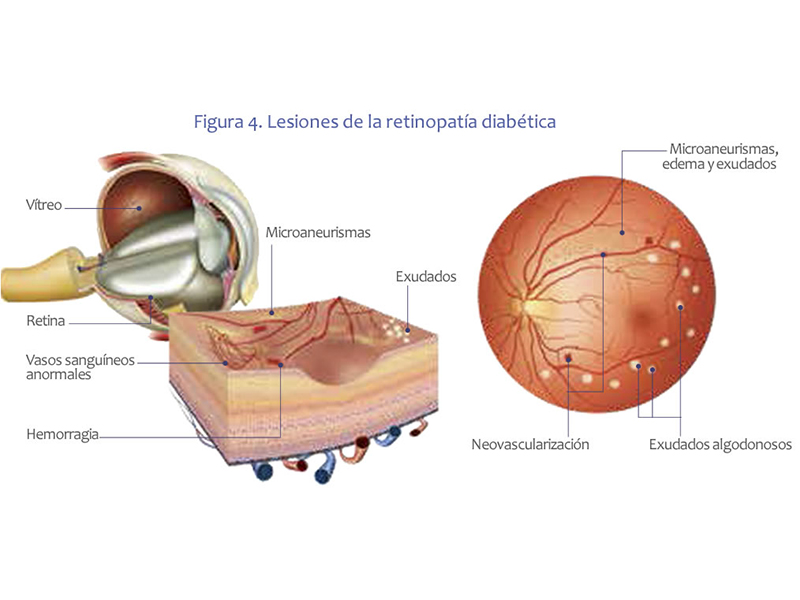 Figura 4. Lesiones de la retinopatía diabética
Microaneurismas,
edema y exudados
Vítreo
Microaneurismas
Exudados
Retina
Vasos sanguíneos
anormales
Hemorragia
Neovascularización
Exudados algodonosos